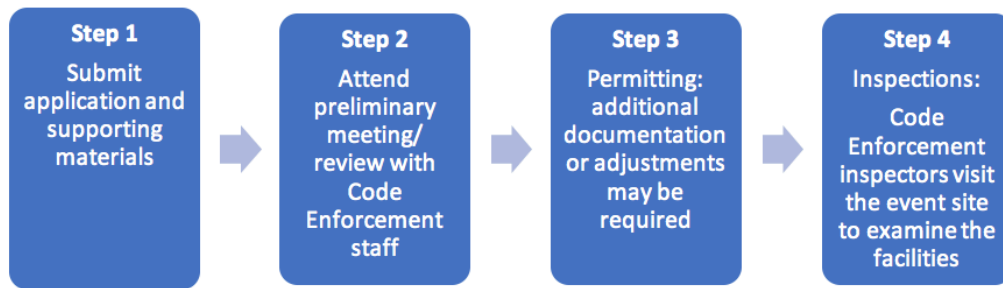 Step 1
Submit
application and
supporting
materials
Step 2
Attend
preliminary
meeting/
review with
Code
Enforcement
staff
Step 3
Permitting:
additional
documentation
or adjustments
may be
required
Step 4
Inspections:
Code
Enforcement
inspectors visit
the event site
to examine the
facilities